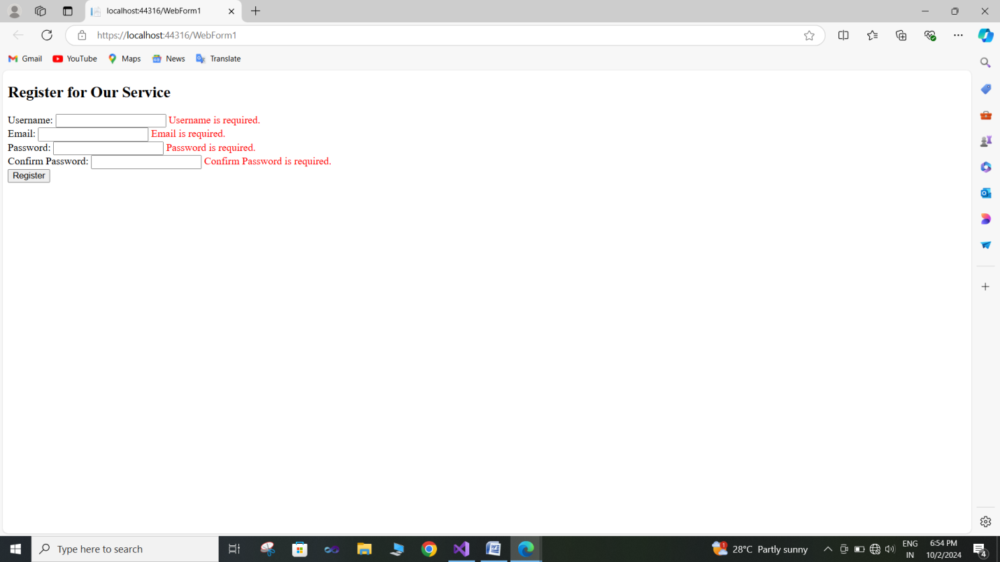 localhost:44316/WebForm1
https://localhost:44316/WebForm1
Gmail YouTube Maps News Translate
Register for Our Service
Username: Username is required.
Email: Email is required.
Password: Password is required.
Confirm Password: Confirm Password is required.
Register
Type here to search
1 28°C Partly sunny
ENG
IN
6:54 PM
10/2/2024
4